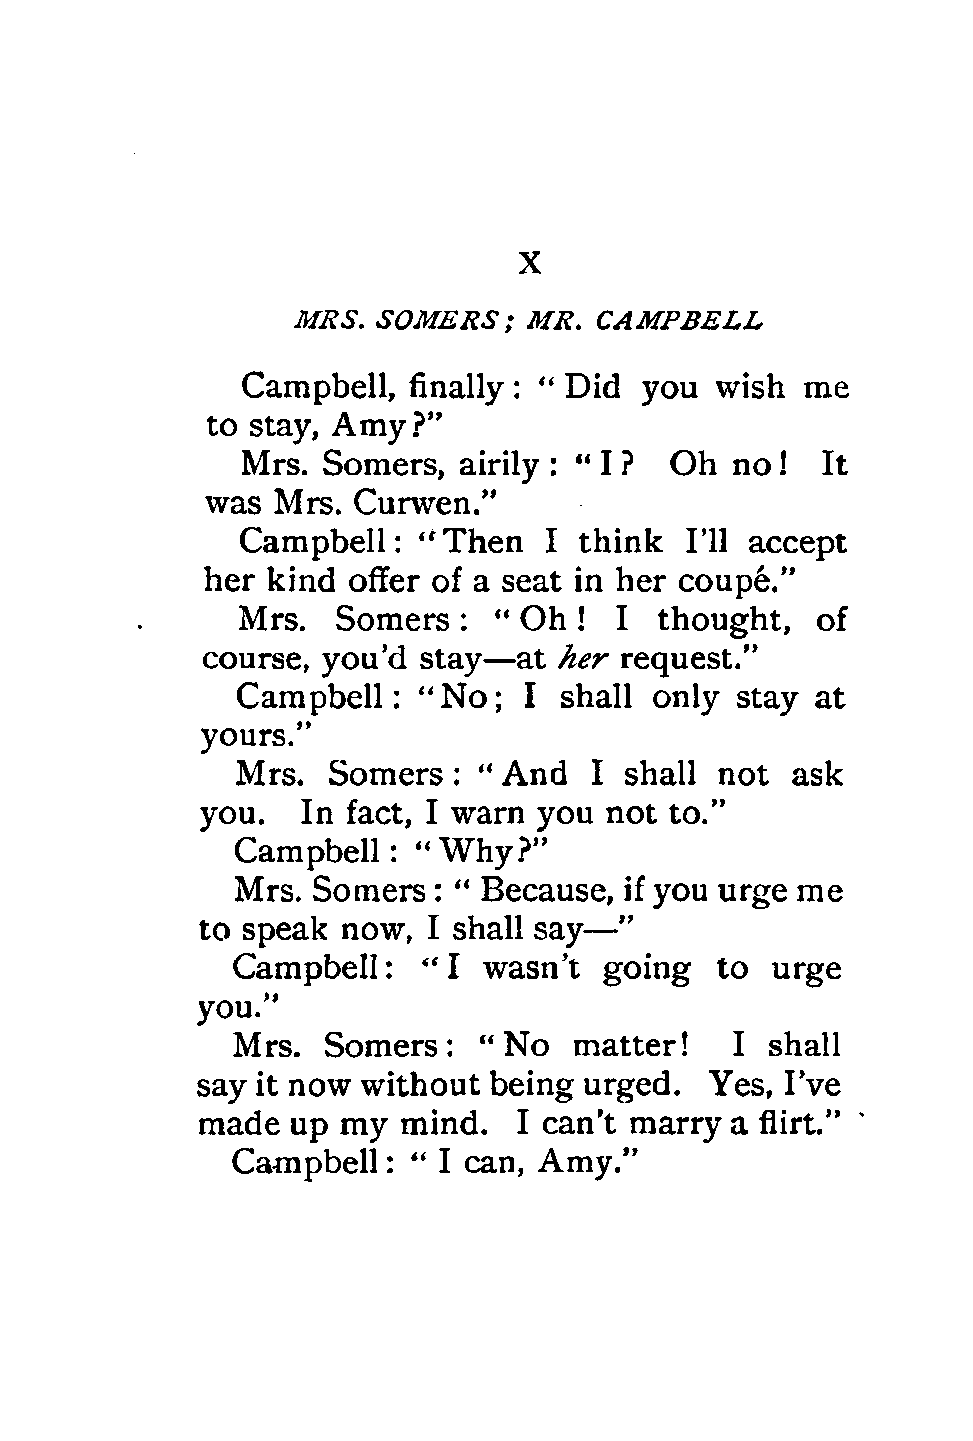 X
MRS. SOMERS; MR. CAMPBELL
Campbell, finally: "Did you wish me
to stay, Amy?"
Mrs. Somers, airily: "I? Oh no! It
was Mrs. Curwen."
Campbell: "Then I think I'll accept
her kind offer of a seat in her coupé."
Mrs. Somers: "Oh! I thought, of
course, you'd stay—at her request."
Campbell: "No; I shall only stay at
yours."
Mrs. Somers: "And I shall not ask
you. In fact, I warn you not to."
Campbell: "Why?"
Mrs. Somers: "Because, if you urge me
to speak now, I shall say—"
Campbell: "I wasn't going to urge
you."
Mrs. Somers: "No matter! I shall
say it now without being urged. Yes, I've
made up my mind. I can't marry a flirt."
Campbell: "I can, Amy."